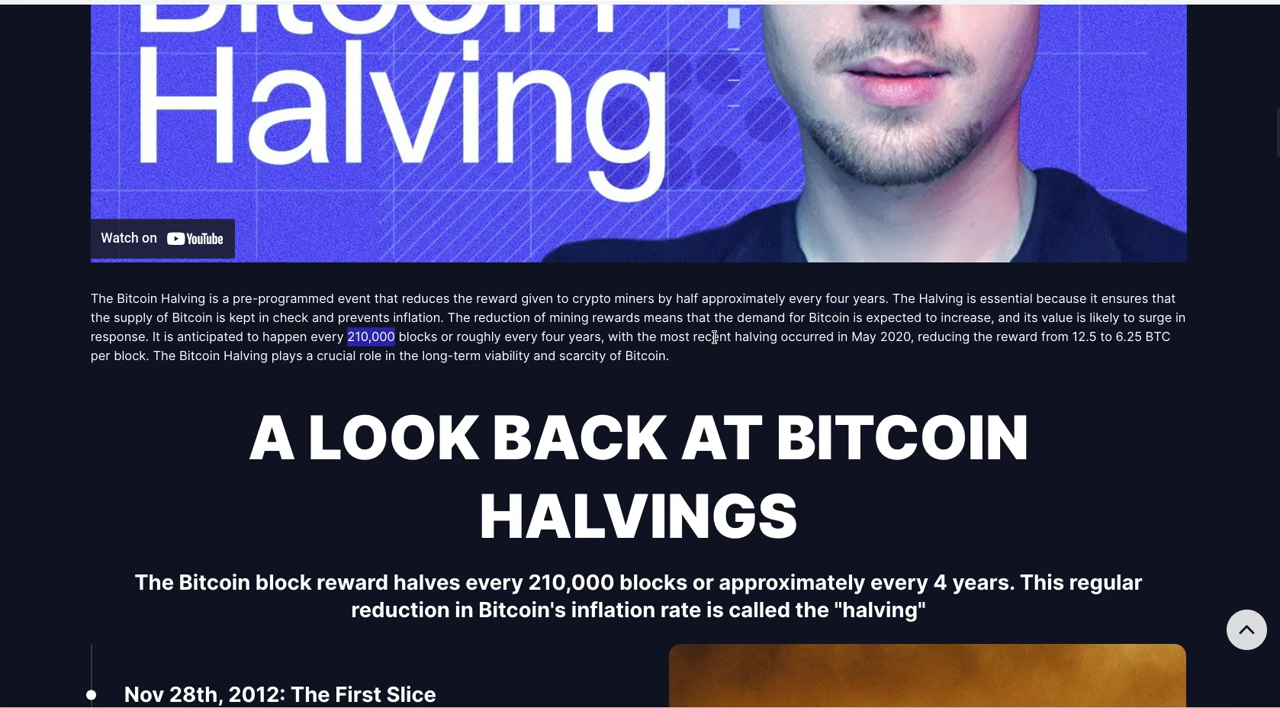 Bitcoin
Halving
Watch on YouTube
The Bitcoin Halving is a pre-programmed event that reduces the reward given to crypto miners by half approximately every four years. The Halving is essential because it ensures that
the supply of Bitcoin is kept in check and prevents inflation. The reduction of mining rewards means that the demand for Bitcoin is expected to increase, and its value is likely to surge in
response. It is anticipated to happen every 210,000 blocks or roughly every four years, with the most recent halving occurred in May 2020, reducing the reward from 12.5 to 6.25 BTC
per block. The Bitcoin Halving plays a crucial role in the long-term viability and scarcity of Bitcoin.
A LOOK BACK AT BITCOIN
HALVINGS
The Bitcoin block reward halves every 210,000 blocks or approximately every 4 years. This regular
reduction in Bitcoin's inflation rate is called the "halving"
Nov 28th, 2012: The First Slice